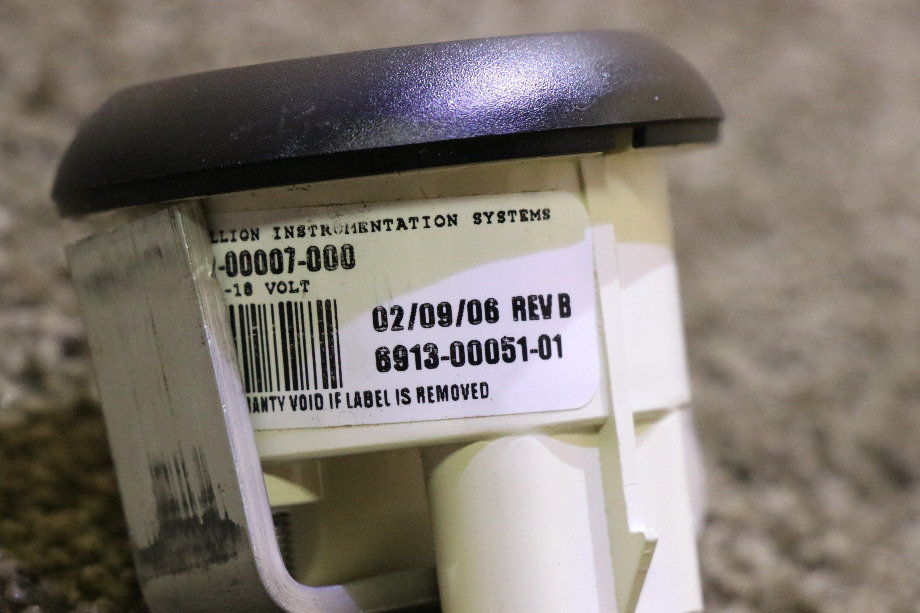 LLION INSTRUMENTATION SYSTEMS
-00007-000
-18 VOLT
02/09/06 REV B
6913-00051-01
ANTY VOID IF LABEL IS REMOVED